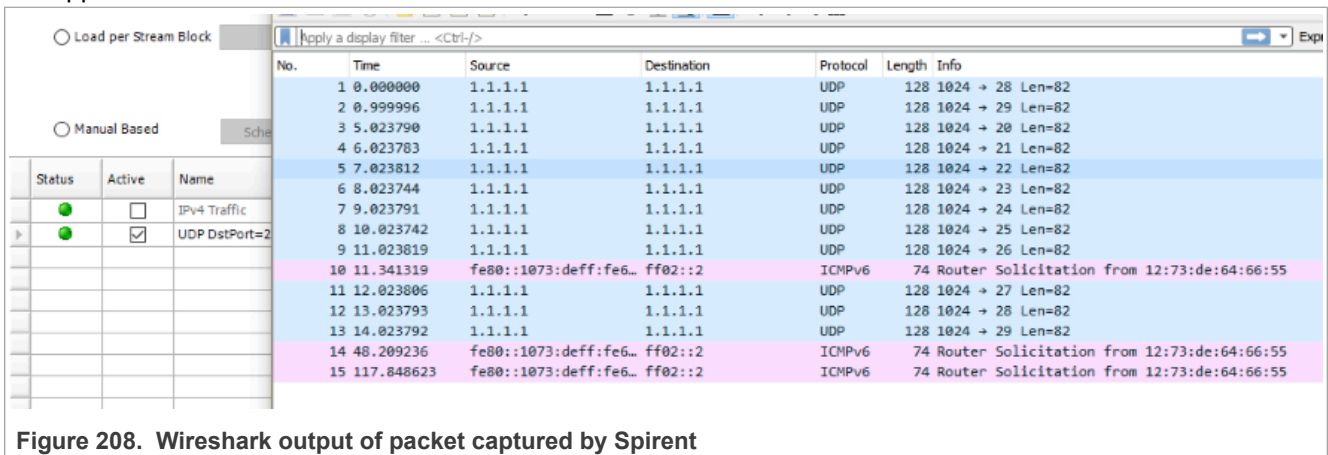 Load per Stream Block
Apply a display filter ... <Ctrl-/>
No. Time Source Destination Protocol Length Info
1 0.000000 1.1.1.1 1.1.1.1 UDP 128 1024 → 28 Len=82
2 0.999996 1.1.1.1 1.1.1.1 UDP 128 1024 → 29 Len=82
3 5.023790 1.1.1.1 1.1.1.1 UDP 128 1024 → 20 Len=82
4 6.023783 1.1.1.1 1.1.1.1 UDP 128 1024 → 21 Len=82
5 7.023812 1.1.1.1 1.1.1.1 UDP 128 1024 → 22 Len=82
6 8.023744 1.1.1.1 1.1.1.1 UDP 128 1024 → 23 Len=82
7 9.023791 1.1.1.1 1.1.1.1 UDP 128 1024 → 24 Len=82
8 10.023742 1.1.1.1 1.1.1.1 UDP 128 1024 → 25 Len=82
9 11.023819 1.1.1.1 1.1.1.1 UDP 128 1024 → 26 Len=82
10 11.341319 fe80::1073:deff:fe6… ff02::2 ICMPv6 74 Router Solicitation from 12:73:de:64:66:55
11 12.023806 1.1.1.1 1.1.1.1 UDP 128 1024 → 27 Len=82
12 13.023793 1.1.1.1 1.1.1.1 UDP 128 1024 → 28 Len=82
13 14.023792 1.1.1.1 1.1.1.1 UDP 128 1024 → 29 Len=82
14 48.209236 fe80::1073:deff:fe6… ff02::2 ICMPv6 74 Router Solicitation from 12:73:de:64:66:55
15 117.848623 fe80::1073:deff:fe6… ff02::2 ICMPv6 74 Router Solicitation from 12:73:de:64:66:55
Manual Based
Status Active Name
IPv4 Traffic
UDP DstPort=2
Figure 208. Wireshark output of packet captured by Spirent